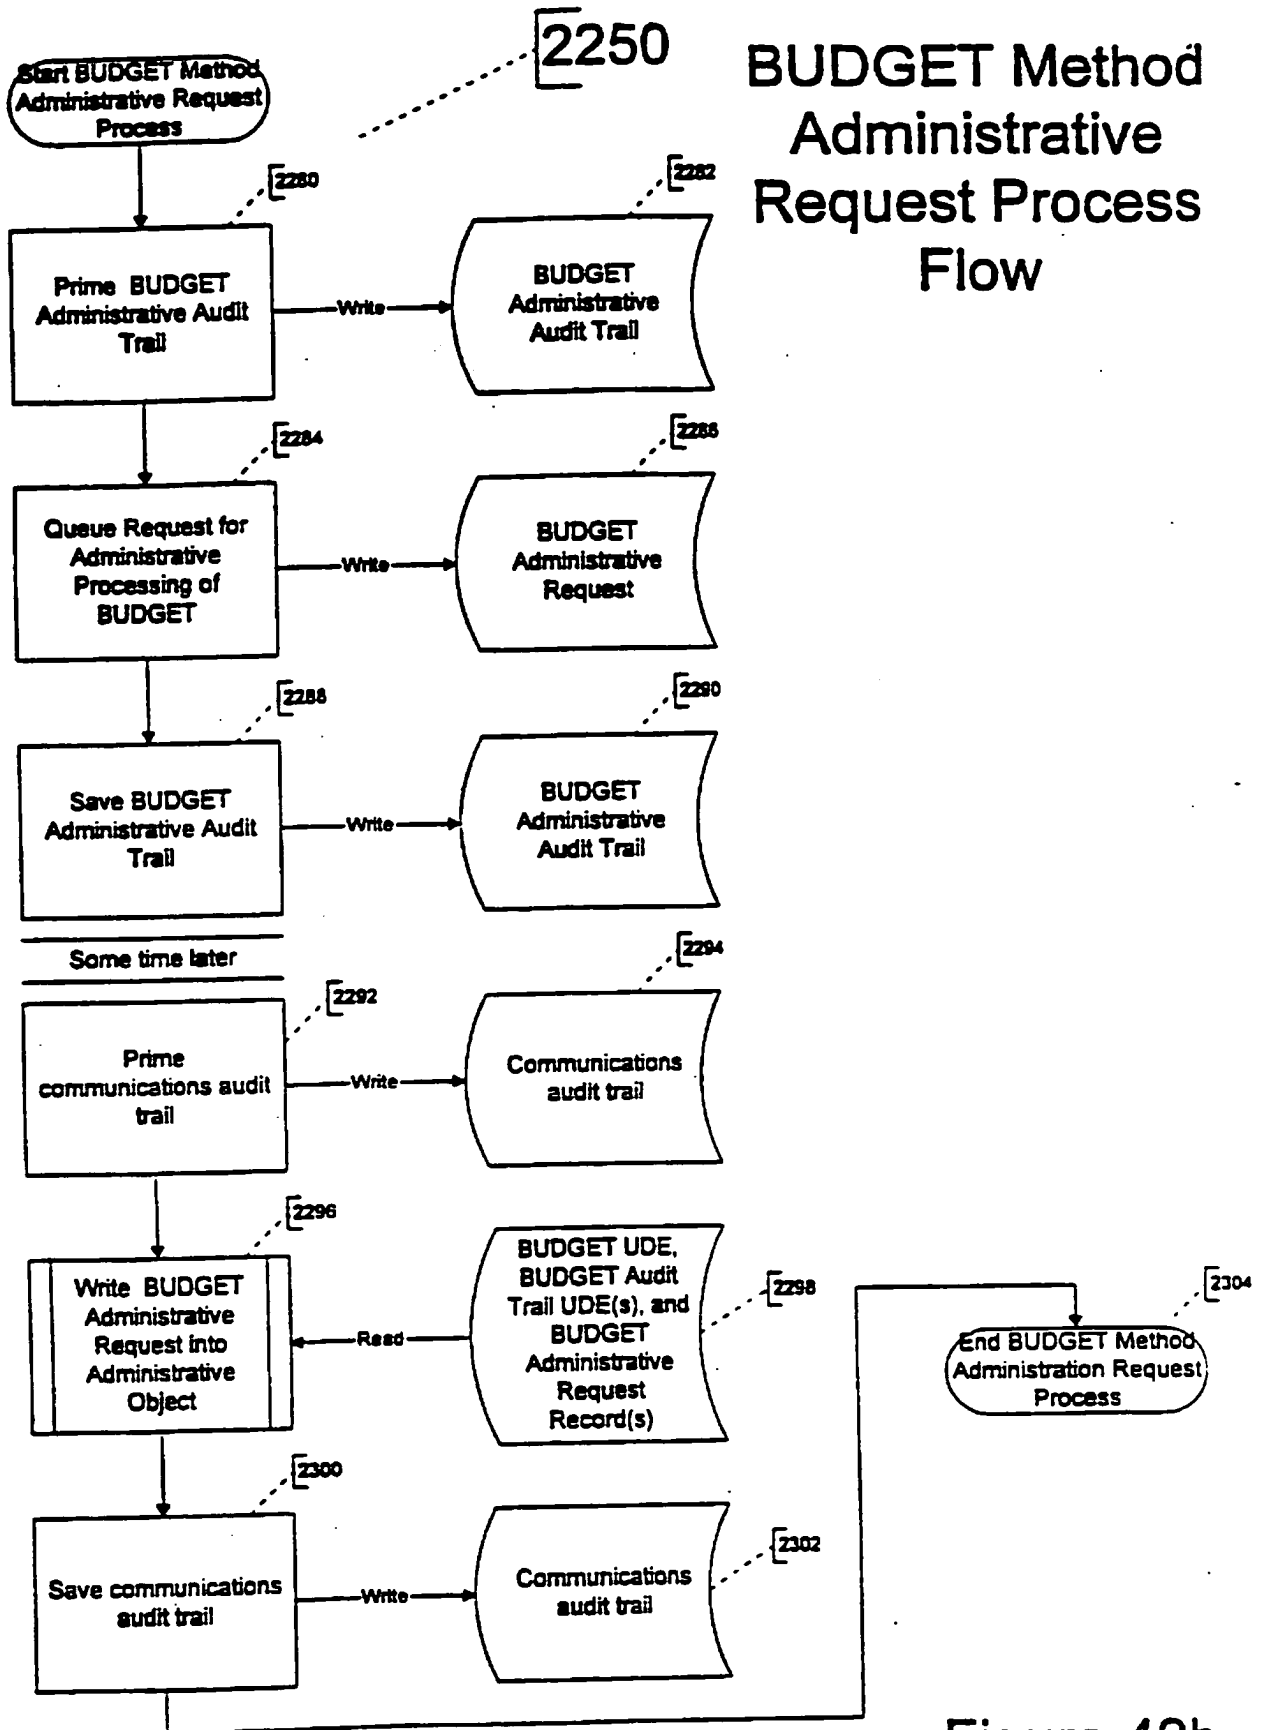 2250
BUDGET Method
Administrative
Request Process
Flow
Start BUDGET Method
Administrative Request
Process
2280
Prime BUDGET
Administrative Audit
Trail
Write
2282
BUDGET
Administrative
Audit Trail
2284
Queue Request for
Administrative
Processing of
BUDGET
Write
2286
BUDGET
Administrative
Request
2288
Save BUDGET
Administrative Audit
Trail
Write
2290
BUDGET
Administrative
Audit Trail
Some time later
2292
Prime
communications audit
trail
Write
2294
Communications
audit trail
2296
Write BUDGET
Administrative
Request into
Administrative
Object
Read
2298
BUDGET UDE,
BUDGET Audit
Trail UDE(s), and
BUDGET
Administrative
Request
Record(s)
2300
Save communications
audit trail
Write
2302
Communications
audit trail
2304
End BUDGET Method
Administration Request
Process